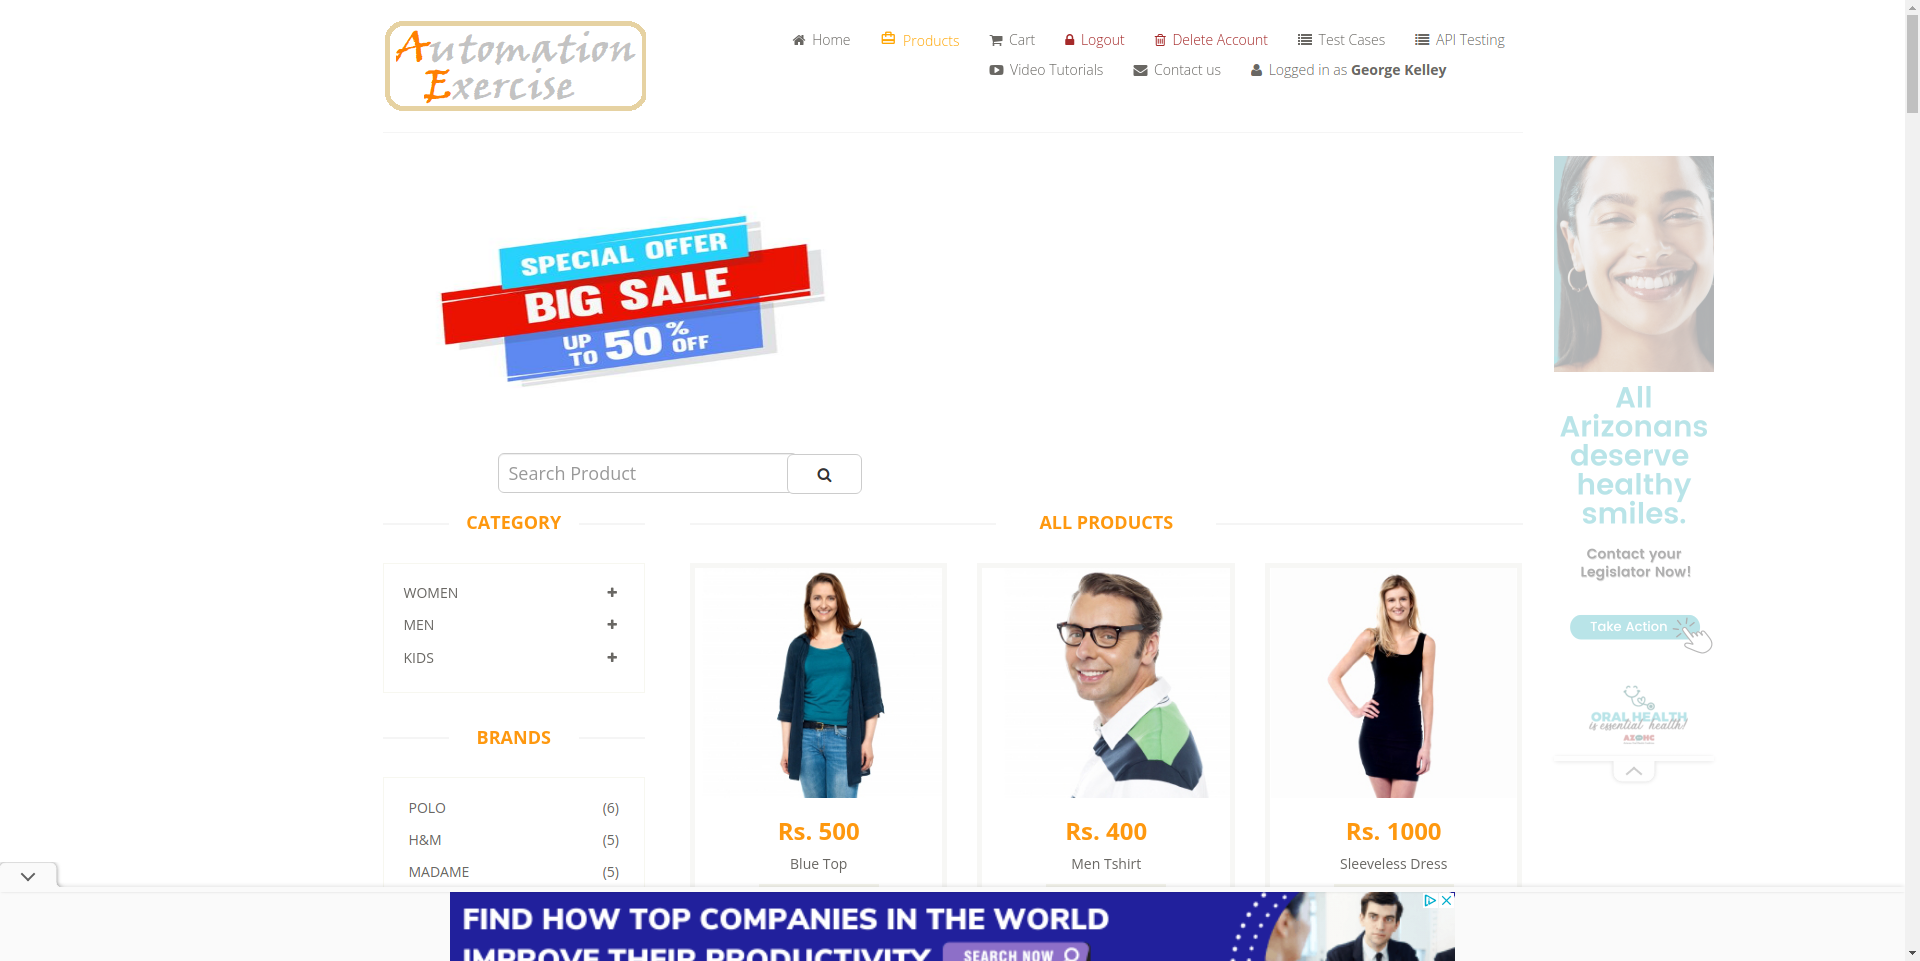 Automation
Exercise
Home
Products
Cart
Logout
Delete Account
Test Cases
API Testing
Video Tutorials
Contact us
Logged in as George Kelley
SPECIAL OFFER
BIG SALE
UP TO 50% OFF
Search Product
CATEGORY
WOMEN
MEN
KIDS
BRANDS
POLO (6)
H&M (5)
MADAME (5)
ALL PRODUCTS
Rs. 500
Blue Top
Rs. 400
Men Tshirt
Rs. 1000
Sleeveless Dress
All
Arizonans
deserve
healthy
smiles.
Contact your
Legislator Now!
Take Action
ORAL HEALTH
is essential health!
AZOHC
FIND HOW TOP COMPANIES IN THE WORLD
IMPROVE THEIR PRODUCTIVITY
SEARCH NOW